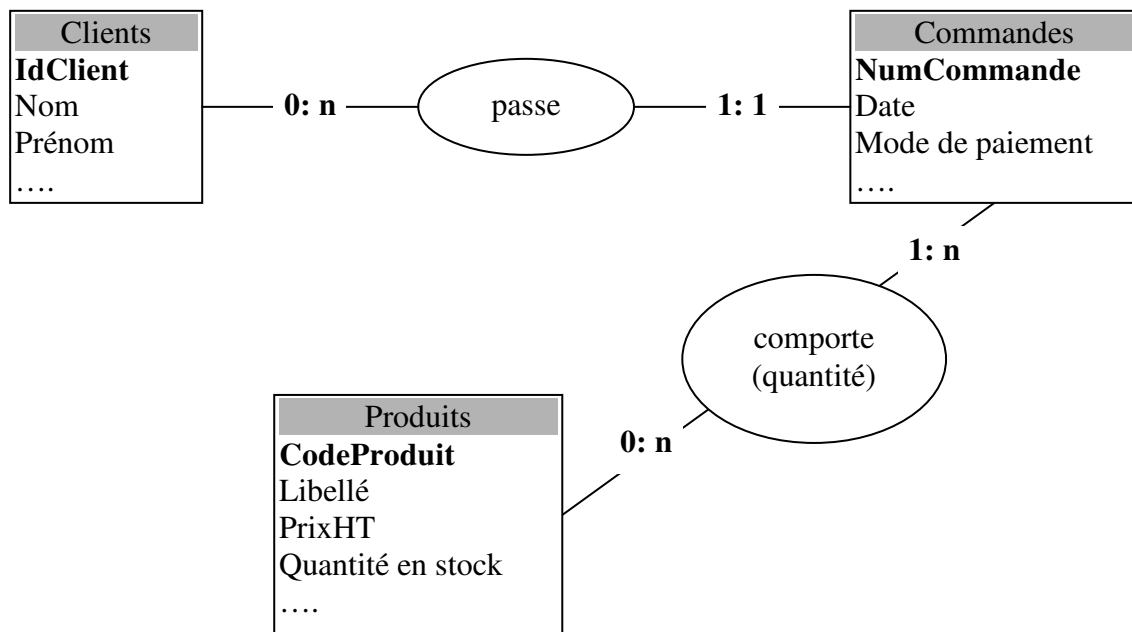 Clients
IdClient
Nom
Prénom
….
0: n
passe
1: 1
Commandes
NumCommande
Date
Mode de paiement
….
1: n
comporte
(quantité)
0: n
Produits
CodeProduit
Libellé
PrixHT
Quantité en stock
….